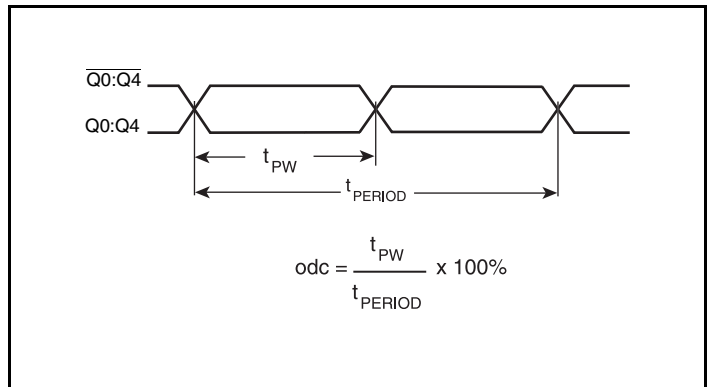 Q0:Q4
Q0:Q4
tPW
tPERIOD
odc = tPW / tPERIOD x 100%